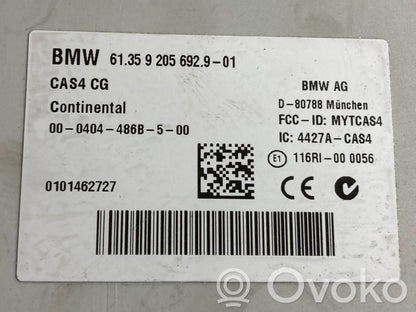 BMW 61.35 9 205 692.9-01
CAS4 CG
BMW AG
Continental
D-80788 München
00-0404-486B-5-00
FCC-ID: MYTCAS4
IC: 4427A-CAS4
E1 116RI-00 0056
0101462727
CE
Ovoko